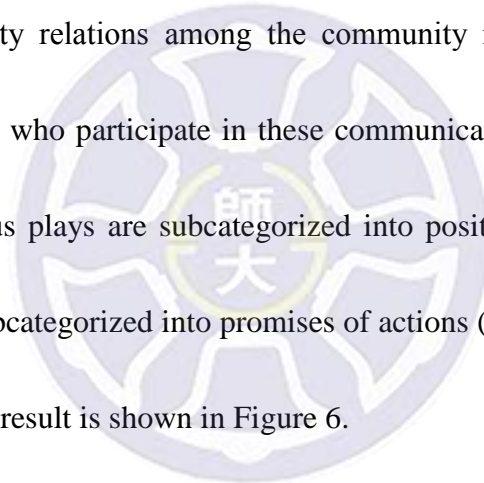 ty relations among the community
who participate in these communica
us plays are subcategorized into posit
師
大
bcategorized into promises of actions (
result is shown in Figure 6.